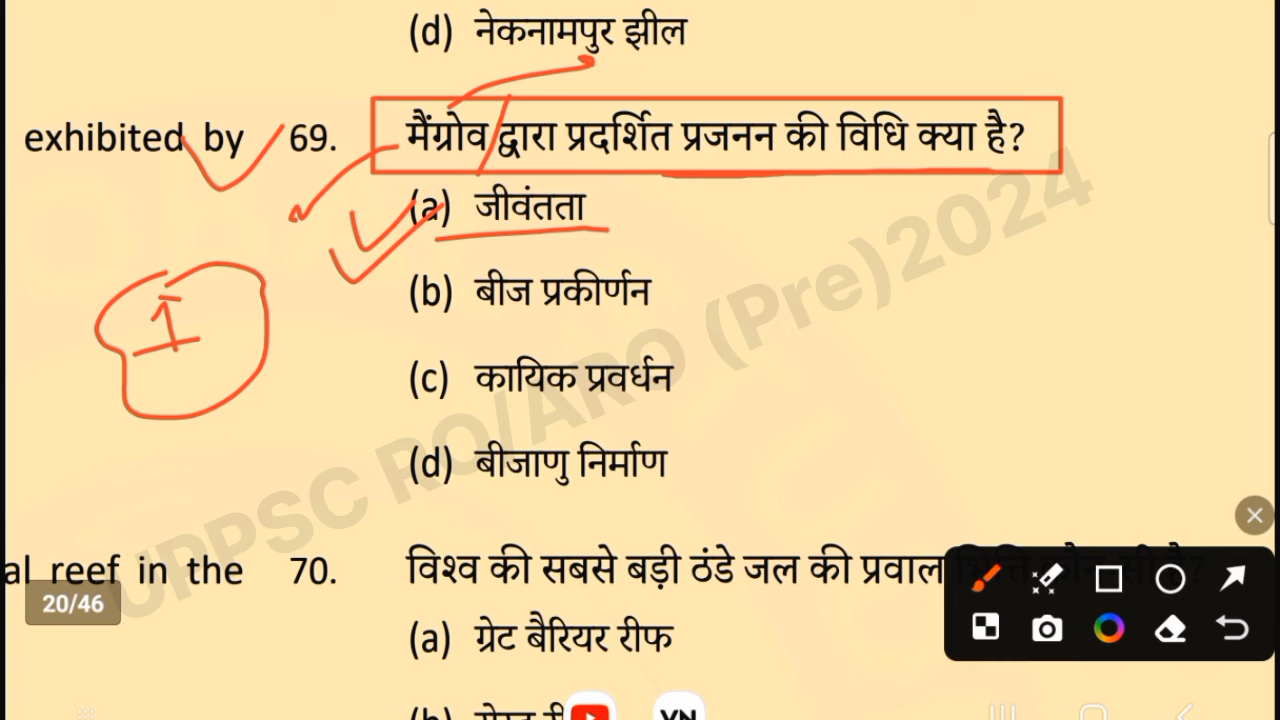 (d) नेकनामपुर झील
exhibited by 69. मैंग्रोव द्वारा प्रदर्शित प्रजनन की विधि क्या है?
(a) जीवंतता
(b) बीज प्रकीर्णन
1
(c) कायिक प्रवर्धन
(d) बीजाणु निर्माण
UPPSC RO/ARO (Pre)2024
al reef in the 70. विश्व की सबसे बड़ी ठंडे जल की प्रवाल भित्ति कौन सी है?
20/46
(a) ग्रेट बैरियर रीफ
VN